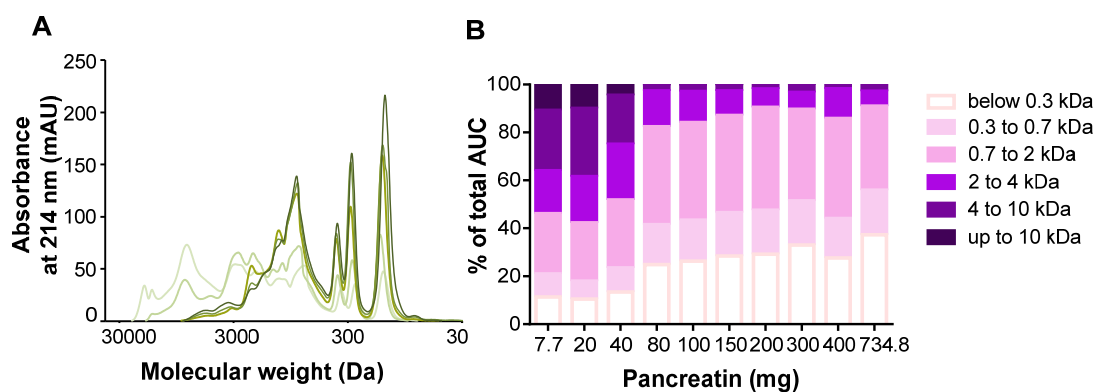 A
Absorbance
at 214 nm (mAU)
250
200
150
100
50
0
30000 3000 300 30
Molecular weight (Da)
B
% of total AUC
100
80
60
40
20
0
7.7 20 40 80 100 150 200 300 400 734.8
Pancreatin (mg)
below 0.3 kDa
0.3 to 0.7 kDa
0.7 to 2 kDa
2 to 4 kDa
4 to 10 kDa
up to 10 kDa